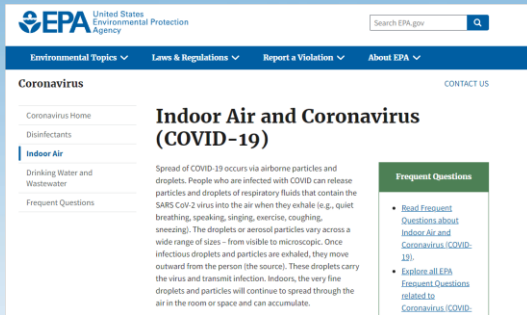 EPA United States
Environmental Protection
Agency
Search EPA.gov
Environmental Topics
Laws & Regulations
Report a Violation
About EPA
Coronavirus
CONTACT US
Coronavirus Home
Disinfectants
Indoor Air
Drinking Water and
Wastewater
Frequent Questions
Indoor Air and Coronavirus
(COVID-19)
Spread of COVID-19 occurs via airborne particles and
droplets. People who are infected with COVID can release
particles and droplets of respiratory fluids that contain the
SARS CoV-2 virus into the air when they exhale (e.g., quiet
breathing, speaking, singing, exercise, coughing,
sneezing). The droplets or aerosol particles vary across a
wide range of sizes – from visible to microscopic. Once
infectious droplets and particles are exhaled, they move
outward from the person (the source). These droplets carry
the virus and transmit infection. Indoors, the very fine
droplets and particles will continue to spread through the
air in the room or space and can accumulate.
Frequent Questions
Read Frequent
Questions about
Indoor Air and
Coronavirus (COVID-
19).
Explore all EPA
Frequent Questions
related to
Coronavirus (COVID-